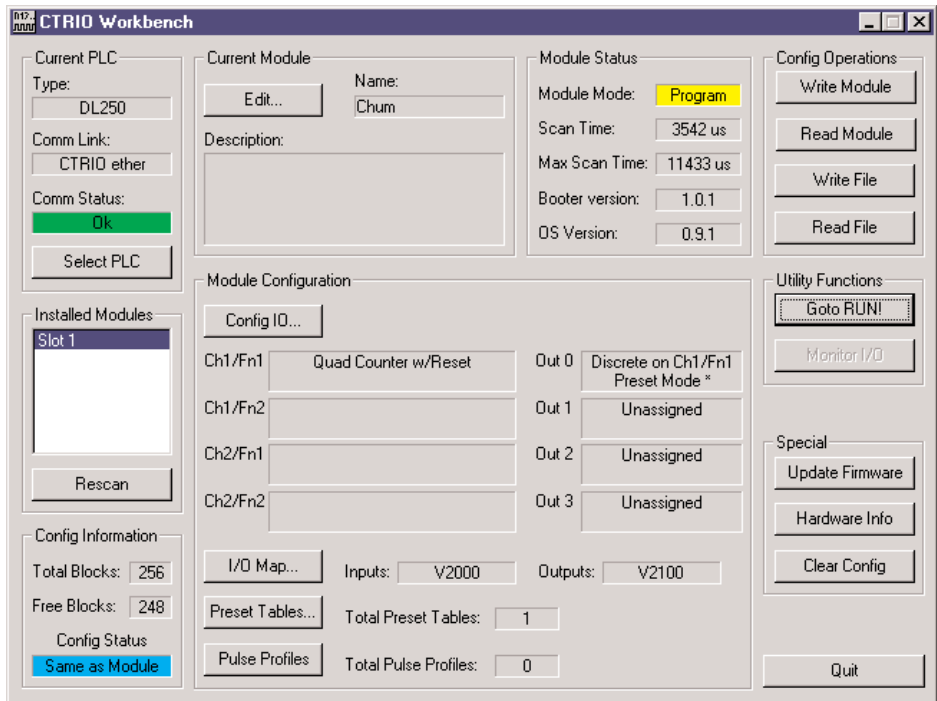 CTRIO Workbench
Current PLC
Type:
DL250
Comm Link:
CTRIO ether
Comm Status:
Ok
Select PLC
Current Module
Edit...
Name:
Chum
Description:
Module Status
Module Mode: Program
Scan Time: 3542 us
Max Scan Time: 11433 us
Booter version: 1.0.1
OS Version: 0.9.1
Config Operations
Write Module
Read Module
Write File
Read File
Installed Modules
Slot 1
Rescan
Module Configuration
Config IO...
Ch1/Fn1 Quad Counter w/Reset
Ch1/Fn2
Ch2/Fn1
Ch2/Fn2
Out 0 Discrete on Ch1/Fn1
Preset Mode *
Out 1 Unassigned
Out 2 Unassigned
Out 3 Unassigned
I/O Map... Inputs: V2000 Outputs: V2100
Preset Tables... Total Preset Tables: 1
Pulse Profiles Total Pulse Profiles: 0
Utility Functions
Goto RUN!
Monitor I/O
Special
Update Firmware
Hardware Info
Clear Config
Config Information
Total Blocks: 256
Free Blocks: 248
Config Status
Same as Module
Quit